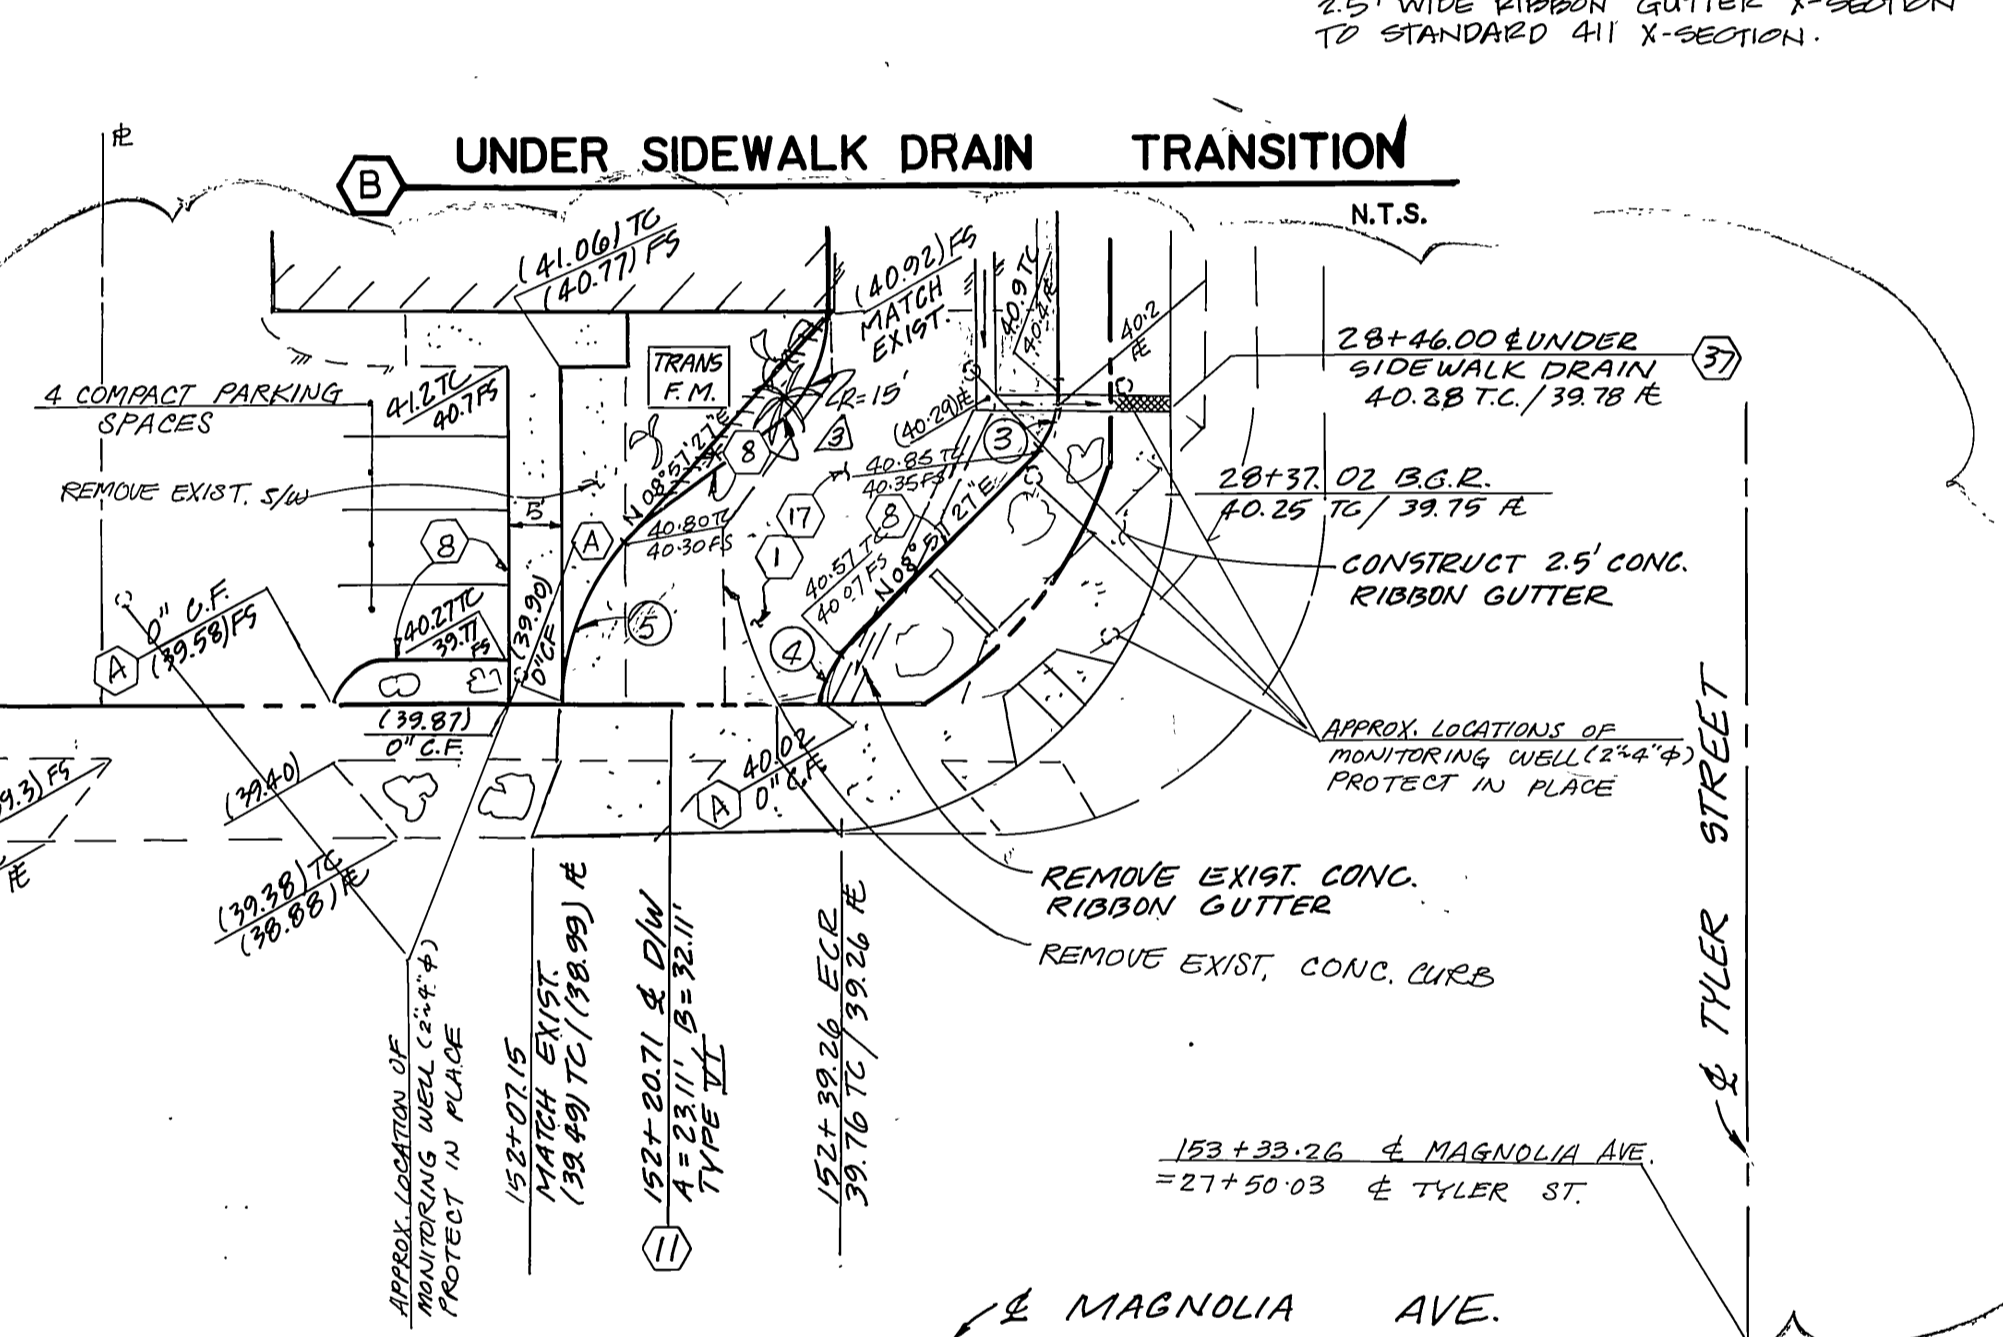 2.5' WIDE RIBBON GUTTER X-SECTION
TO STANDARD 411 X-SECTION.
B
UNDER SIDEWALK DRAIN TRANSITION
N.T.S.
PL
(41.06) TC
(40.77) FS
(40.92) FS
MATCH
EXIST.
40.9 TC
40.2
28+46.00 ℄ UNDER
SIDEWALK DRAIN
40.28 T.C. / 39.78 FL
37
4 COMPACT PARKING
SPACES
41.2 TC
40.7 FS
TRANS
F.M.
R=15'
3
(40.29) FL
3
8
REMOVE EXIST. S/W
5'
N 08°57'27"E
40.85 TC
40.35 FS
28+37.02 B.C.R.
40.25 TC / 39.75 FL
40.80 TC
40.30 FS
17
8
A
1
8
N 08°57'27"E
40.57 TC
40.07 FS
CONSTRUCT 2.5' CONC.
RIBBON GUTTER
0" C.F.
(39.58) FS
A
40.27 TC
39.77
FS
(39.90)
0" C.F.
5
4
(39.87)
0" C.F.
40.02
0" C.F.
A
APPROX. LOCATIONS OF
MONITORING WELL (2"~4"ϕ)
PROTECT IN PLACE
9.3) FS
FL
(39.40)
(39.38) TC
(38.88) FL
REMOVE EXIST. CONC.
RIBBON GUTTER
REMOVE EXIST. CONC. CURB
APPROX. LOCATION OF
MONITORING WELL (2"~4"ϕ)
PROTECT IN PLACE
152+07.15
MATCH EXIST.
(39.49) TC / (38.99) FL
152+20.71 ℄ D/W
A=23.11' B=32.11'
TYPE VI
11
152+39.26 ECR
39.76 TC / 39.26 FL
℄ TYLER STREET
153+33.26 ℄ MAGNOLIA AVE.
=27+50.03 ℄ TYLER ST.
℄ MAGNOLIA AVE.